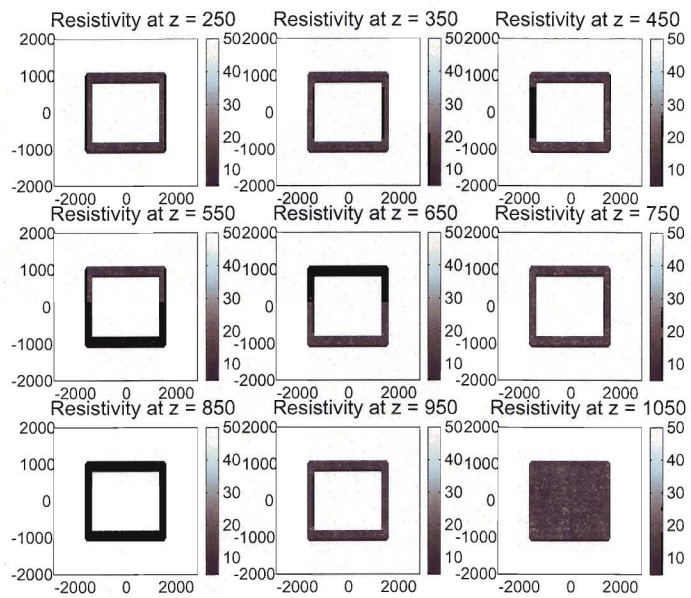 Resistivity at z = 250
Resistivity at z = 350
Resistivity at z = 450
2000 1000 0 -1000 -2000
-2000 0 2000
50 40 30 20 10
2000 1000 0 -1000 -2000
-2000 0 2000
50 40 30 20 10
2000 1000 0 -1000 -2000
-2000 0 2000
50 40 30 20 10
Resistivity at z = 550
Resistivity at z = 650
Resistivity at z = 750
2000 1000 0 -1000 -2000
-2000 0 2000
50 40 30 20 10
2000 1000 0 -1000 -2000
-2000 0 2000
50 40 30 20 10
2000 1000 0 -1000 -2000
-2000 0 2000
50 40 30 20 10
Resistivity at z = 850
Resistivity at z = 950
Resistivity at z = 1050
2000 1000 0 -1000 -2000
-2000 0 2000
50 40 30 20 10
2000 1000 0 -1000 -2000
-2000 0 2000
50 40 30 20 10
2000 1000 0 -1000 -2000
-2000 0 2000
50 40 30 20 10